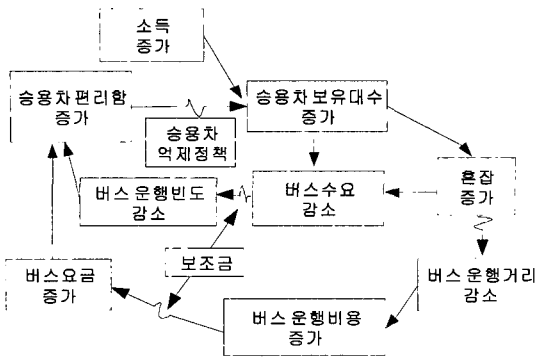 소득
증가
승용차편리함
증가
승용차보유대수
증가
승용차
억제정책
혼잡
증가
버스운행빈도
감소
버스수요
감소
보조금
버스요금
증가
버스운행거리
감소
버스운행비용
증가